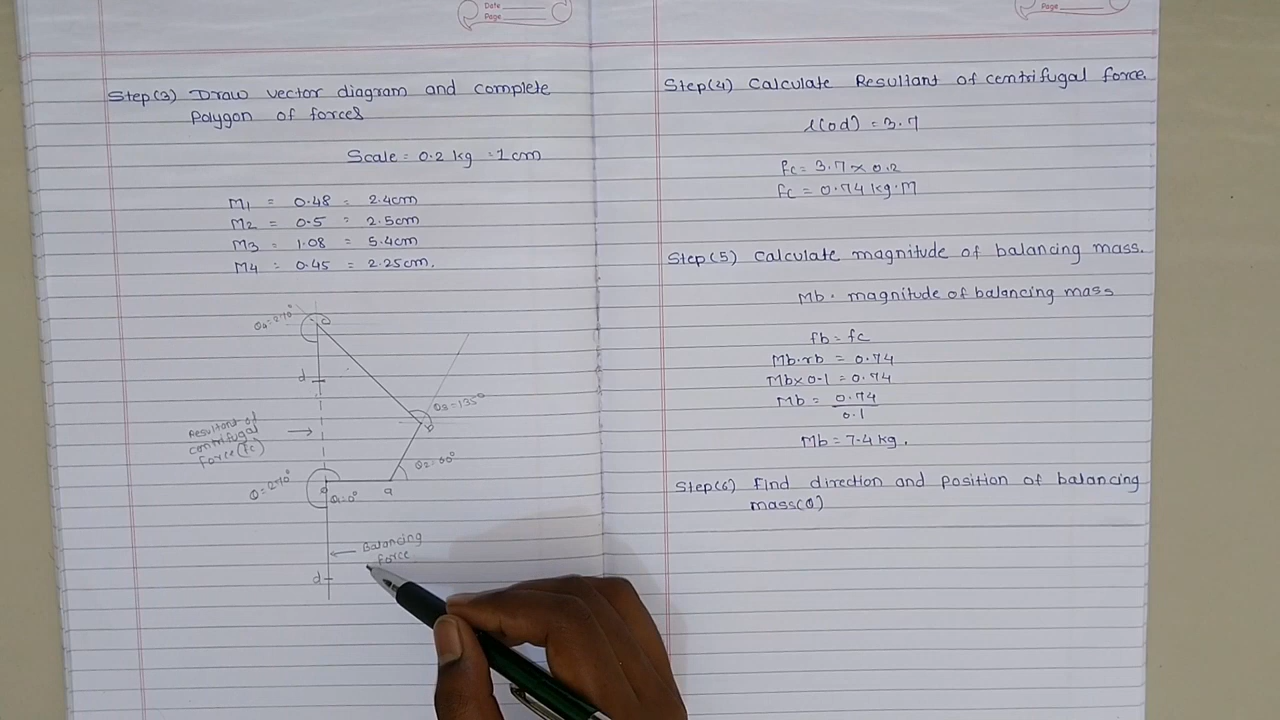 Date
Page
Step(3) Draw vector diagram and complete
Polygon of forces
Scale = 0.2 kg = 1 cm
M1 = 0.48 = 2.4cm
M2 = 0.5 = 2.5cm
M3 = 1.08 = 5.4cm
M4 = 0.45 = 2.25cm.
θ4=270°
c
d
θ3=135°
b
Resultant of
centrifugal
force(fc)
θ2=60°
θ=270°
θ1=0°
a
Balancing
force
d
Page
Step(4) Calculate Resultant of centrifugal force.
l(od) = 3.7
fc= 3.7 × 0.2
fc = 0.74 kg.M
Step(5) Calculate magnitude of balancing mass.
Mb. magnitude of balancing mass
fb = fc
Mb.rb = 0.74
Mb×0.1 = 0.74
Mb = 0.74
0.1
Mb = 7.4 kg.
Step(6) Find direction and position of balancing
mass(θ)